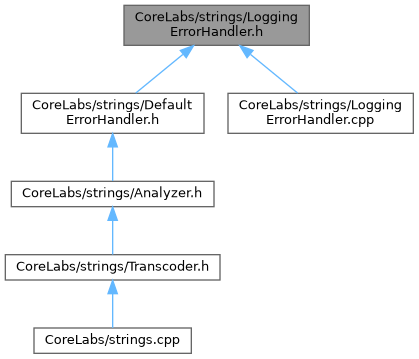 CoreLabs/strings/Logging
ErrorHandler.h
CoreLabs/strings/Default
ErrorHandler.h
CoreLabs/strings/Logging
ErrorHandler.cpp
CoreLabs/strings/Analyzer.h
CoreLabs/strings/Transcoder.h
CoreLabs/strings.cpp